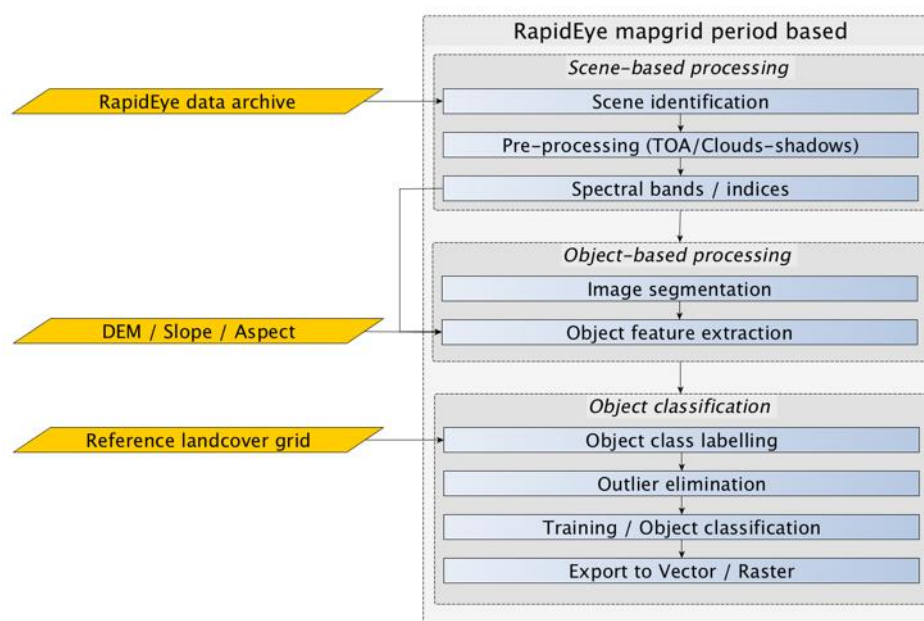 RapidEye mapgrid period based
Scene-based processing
RapidEye data archive
Scene identification
Pre-processing (TOA/Clouds-shadows)
Spectral bands / indices
Object-based processing
Image segmentation
DEM / Slope / Aspect
Object feature extraction
Object classification
Reference landcover grid
Object class labelling
Outlier elimination
Training / Object classification
Export to Vector / Raster